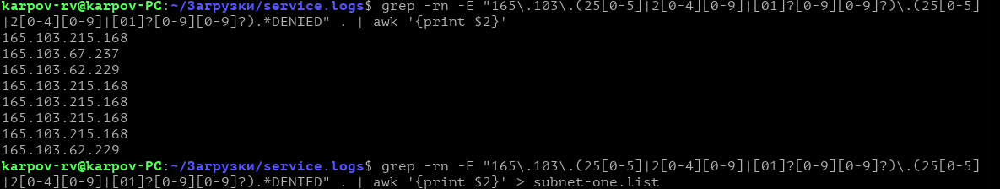 karpov-rv@karpov-PC:~/Загрузки/service.logs$ grep -rn -E "165\.103\.(25[0-5]|2[0-4][0-9]|[01]?[0-9][0-9]?)\.(25[0-5]
|2[0-4][0-9]|[01]?[0-9][0-9]?).*DENIED" . | awk '{print $2}'
165.103.215.168
165.103.67.237
165.103.62.229
165.103.215.168
165.103.215.168
165.103.215.168
165.103.215.168
165.103.62.229
karpov-rv@karpov-PC:~/Загрузки/service.logs$ grep -rn -E "165\.103\.(25[0-5]|2[0-4][0-9]|[01]?[0-9][0-9]?)\.(25[0-5]
|2[0-4][0-9]|[01]?[0-9][0-9]?).*DENIED" . | awk '{print $2}' > subnet-one.list